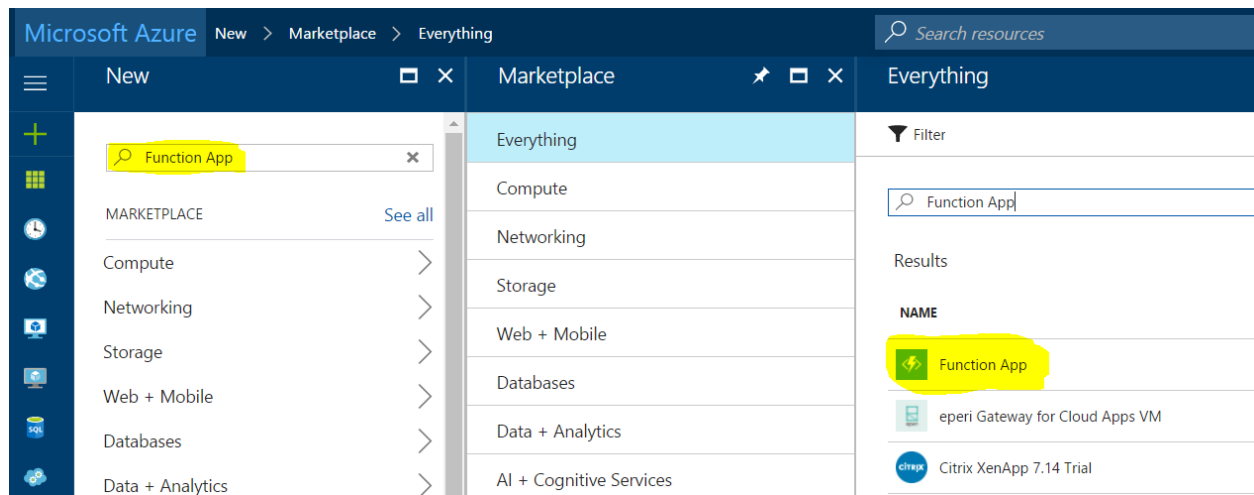 Microsoft Azure New > Marketplace > Everything
Search resources
New
Function App
MARKETPLACE See all
Compute
Networking
Storage
Web + Mobile
Databases
Data + Analytics
Marketplace
Everything
Compute
Networking
Storage
Web + Mobile
Databases
Data + Analytics
AI + Cognitive Services
Everything
Filter
Function App
Results
NAME
Function App
eperi Gateway for Cloud Apps VM
citrix Citrix XenApp 7.14 Trial
SQL